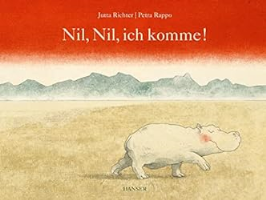 Jutta Richter | Petra Rappo
Nil, Nil, ich komme!
HANSER